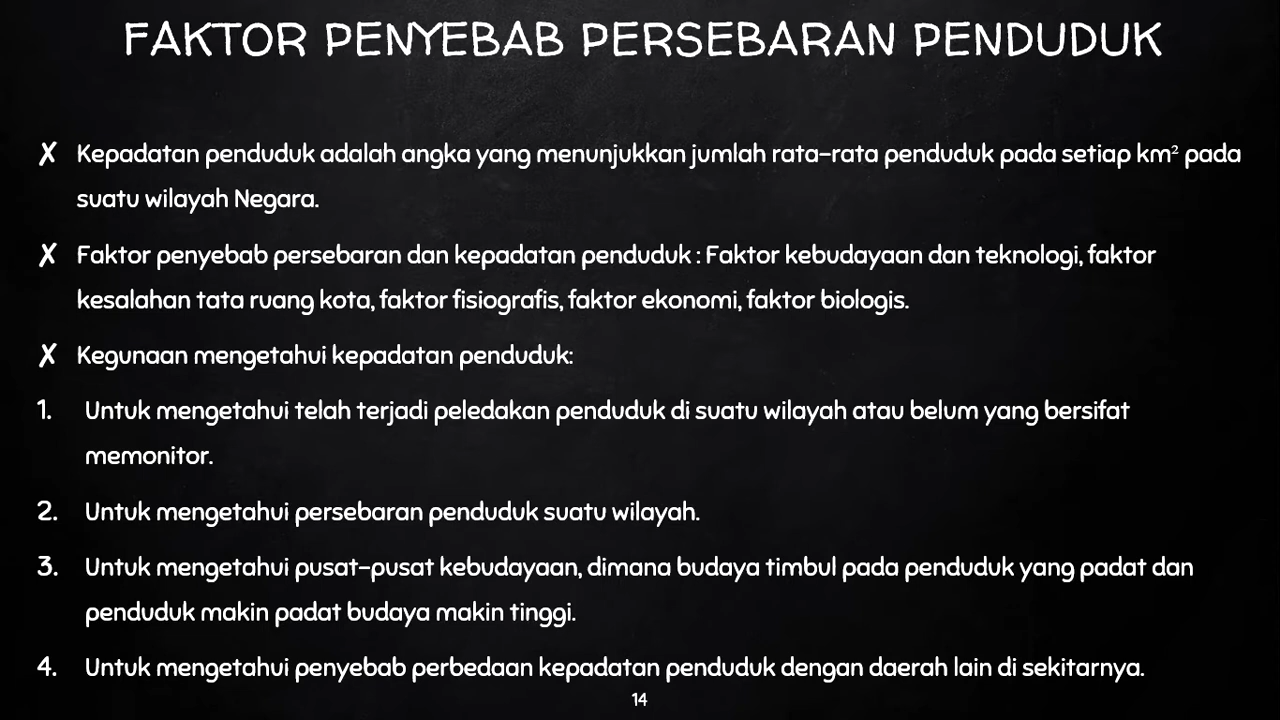 FAKTOR PENYEBAB PERSEBARAN PENDUDUK
✗ Kepadatan penduduk adalah angka yang menunjukkan jumlah rata-rata penduduk pada setiap km² pada
suatu wilayah Negara.
✗ Faktor penyebab persebaran dan kepadatan penduduk : Faktor kebudayaan dan teknologi, faktor
kesalahan tata ruang kota, faktor fisiografis, faktor ekonomi, faktor biologis.
✗ Kegunaan mengetahui kepadatan penduduk:
1. Untuk mengetahui telah terjadi peledakan penduduk di suatu wilayah atau belum yang bersifat
memonitor.
2. Untuk mengetahui persebaran penduduk suatu wilayah.
3. Untuk mengetahui pusat-pusat kebudayaan, dimana budaya timbul pada penduduk yang padat dan
penduduk makin padat budaya makin tinggi.
4. Untuk mengetahui penyebab perbedaan kepadatan penduduk dengan daerah lain di sekitarnya.
14